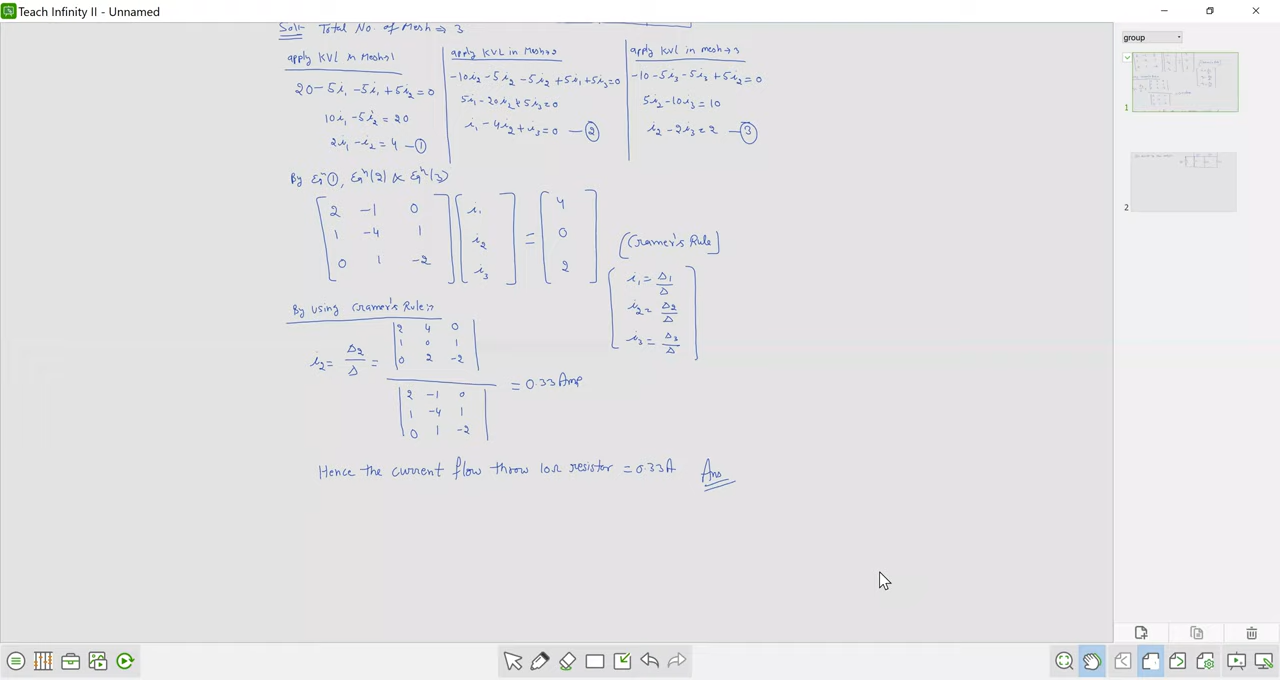 Teach Infinity II - Unnamed
Soln:- Total No. of Mesh => 3
apply KVL in Mesh->1
20-5i₁-5i₁+5i₂=0
10i₁-5i₂=20
2i₁-i₂=4 —①
apply KVL in Mesh->2
-10i₂-5i₂-5i₂+5i₁+5i₃=0
5i₁-20i₂+5i₃=0
i₁-4i₂+i₃=0 —②
apply KVL in mesh->3
-10-5i₃-5i₃+5i₂=0
5i₂-10i₃=10
i₂-2i₃=2 —③
By Eqⁿ①, Eqⁿ(2) & Eqⁿ(3)
2 -1 0 i₁ 4
1 -4 1 i₂ = 0
0 1 -2 i₃ 2
[Cramer's Rule]
i₁ = Δ₁/Δ
i₂ = Δ₂/Δ
i₃ = Δ₃/Δ
By using Cramer's Rule:-
2 4 0
1 0 1
0 2 -2
i₂ = Δ₂/Δ = = 0.33 Amp
2 -1 0
1 -4 1
0 1 -2
Hence the current flow throw 10Ω resistor = 0.33A Ans
group
1
2